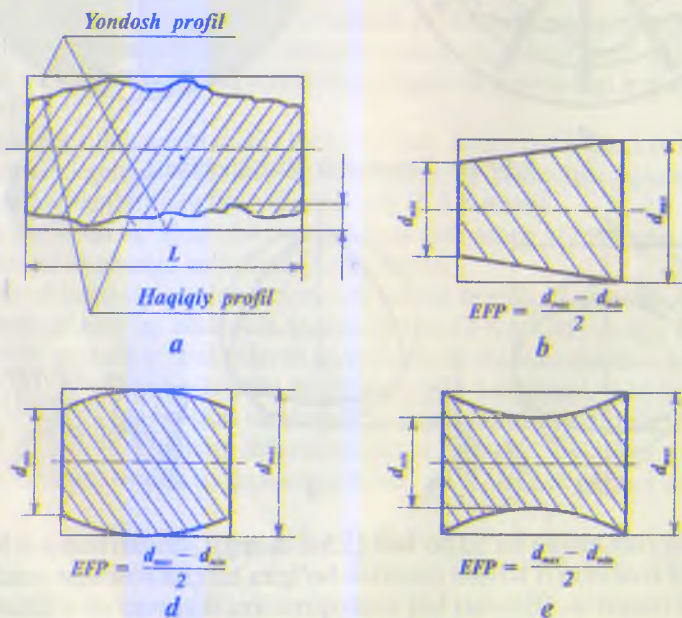 Yondosh profil
L
Haqiqiy profil
a
d_min
d_max
EFP = d_max − d_min / 2
b
d_min
d_max
EFP = d_max − d_min / 2
d
d_min
d_max
EFP = d_max − d_min / 2
e